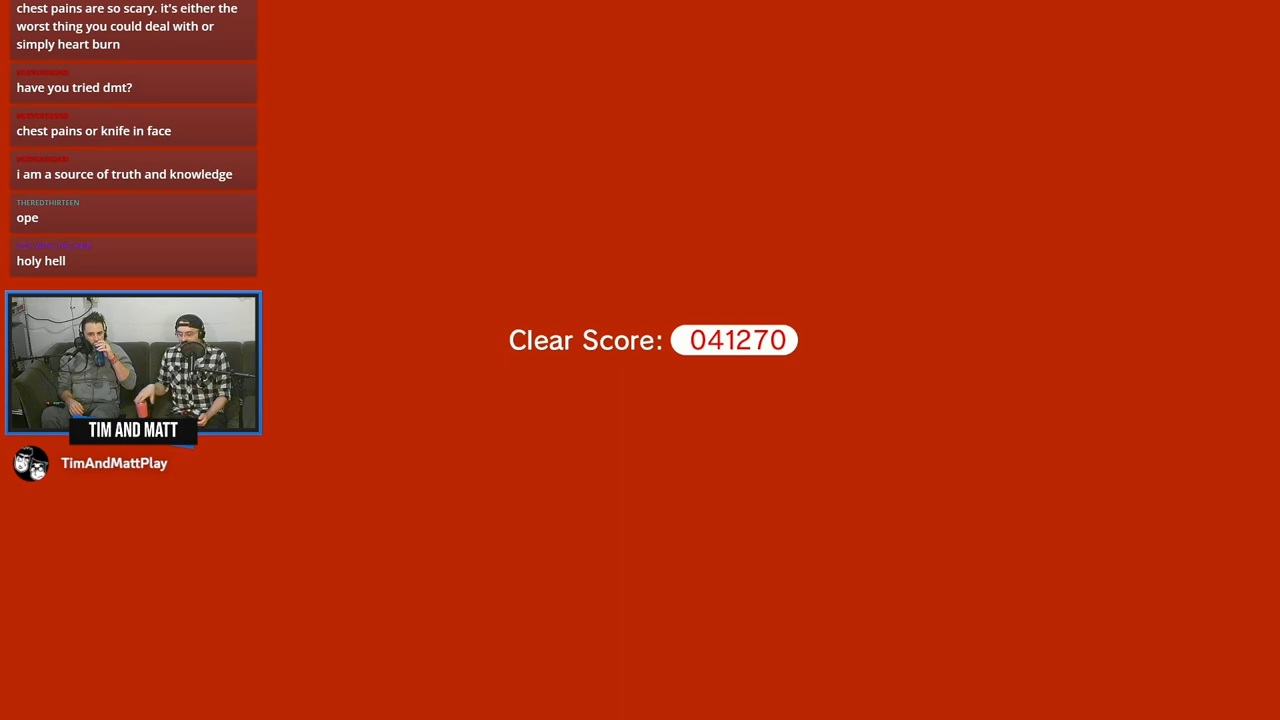 chest pains are so scary. it's either the
worst thing you could deal with or
simply heart burn
have you tried dmt?
chest pains or knife in face
i am a source of truth and knowledge
THEREDTHIRTEEN
ope
holy hell
Clear Score: 041270
TIM AND MATT
TimAndMattPlay